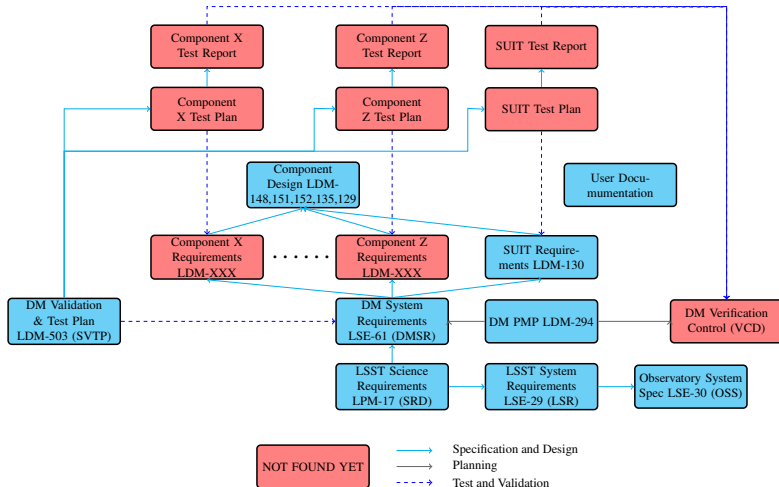 Component X
Test Report
Component Z
Test Report
SUIT Test Report
Component
X Test Plan
Component
Z Test Plan
SUIT Test Plan
Component
Design LDM-
148,151,152,135,129
User Docu-
mumentation
Component X
Requirements
LDM-XXX
Component Z
Requirements
LDM-XXX
SUIT Require-
ments LDM-130
DM Validation
& Test Plan
LDM-503 (SVTP)
DM System
Requirements
LSE-61 (DMSR)
DM PMP LDM-294
DM Verification
Control (VCD)
LSST Science
Requirements
LPM-17 (SRD)
LSST System
Requirements
LSE-29 (LSR)
Observatory System
Spec LSE-30 (OSS)
NOT FOUND YET
Specification and Design
Planning
Test and Validation